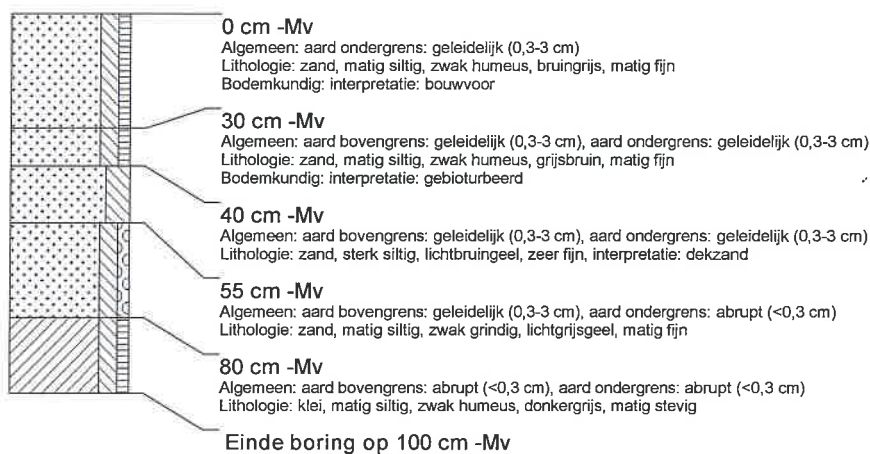 0 cm -Mv
Algemeen: aard ondergrens: geleidelijk (0,3-3 cm)
Lithologie: zand, matig siltig, zwak humeus, bruingrijs, matig fijn
Bodemkundig: interpretatie: bouwvoor
30 cm -Mv
Algemeen: aard bovengrens: geleidelijk (0,3-3 cm), aard ondergrens: geleidelijk (0,3-3 cm)
Lithologie: zand, matig siltig, zwak humeus, grijsbruin, matig fijn
Bodemkundig: interpretatie: gebioturbeerd
40 cm -Mv
Algemeen: aard bovengrens: geleidelijk (0,3-3 cm), aard ondergrens: geleidelijk (0,3-3 cm)
Lithologie: zand, sterk siltig, lichtbruingeel, zeer fijn, interpretatie: dekzand
55 cm -Mv
Algemeen: aard bovengrens: geleidelijk (0,3-3 cm), aard ondergrens: abrupt (<0,3 cm)
Lithologie: zand, matig siltig, zwak grindig, lichtgrijsgeel, matig fijn
80 cm -Mv
Algemeen: aard bovengrens: abrupt (<0,3 cm), aard ondergrens: abrupt (<0,3 cm)
Lithologie: klei, matig siltig, zwak humeus, donkergrijs, matig stevig
Einde boring op 100 cm -Mv